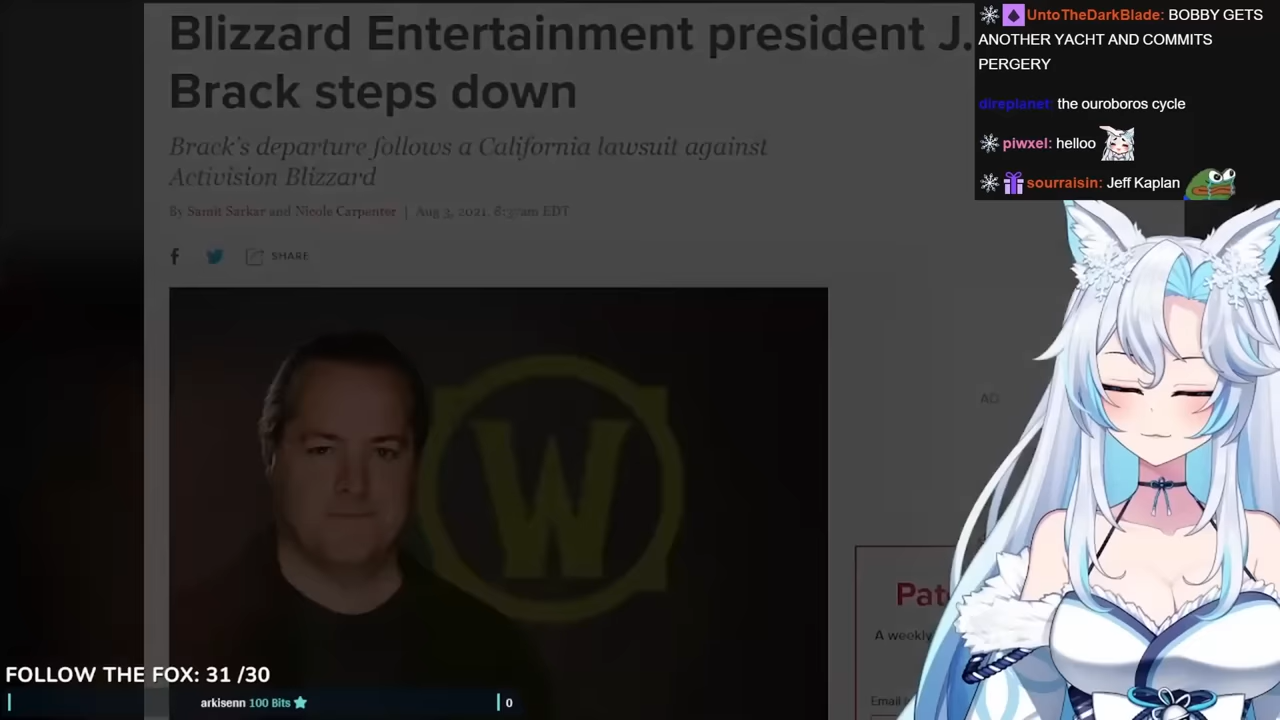 Blizzard Entertainment president J.
Brack steps down
Brack's departure follows a California lawsuit against
Activision Blizzard
By Samit Sarkar and Nicole Carpenter | Aug 3, 2021, 8:37am EDT
SHARE
W
AD
Pat
A weekly
Email
UntoTheDarkBlade: BOBBY GETS
ANOTHER YACHT AND COMMITS
PERGERY
direplanet: the ouroboros cycle
piwxel: helloo
sourraisin: Jeff Kaplan
FOLLOW THE FOX: 31 /30
arkisenn 100 Bits
0